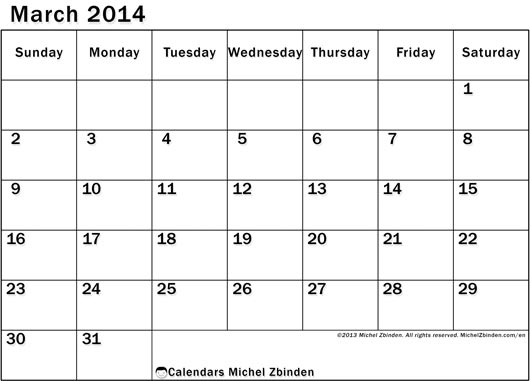 March 2014
Sunday Monday Tuesday Wednesday Thursday Friday Saturday
1
2 3 4 5 6 7 8
9 10 11 12 13 14 15
16 17 18 19 20 21 22
23 24 25 26 27 28 29
30 31
©2013 Michel Zbinden. All rights reserved. MichelZbinden.com/en
Calendars Michel Zbinden